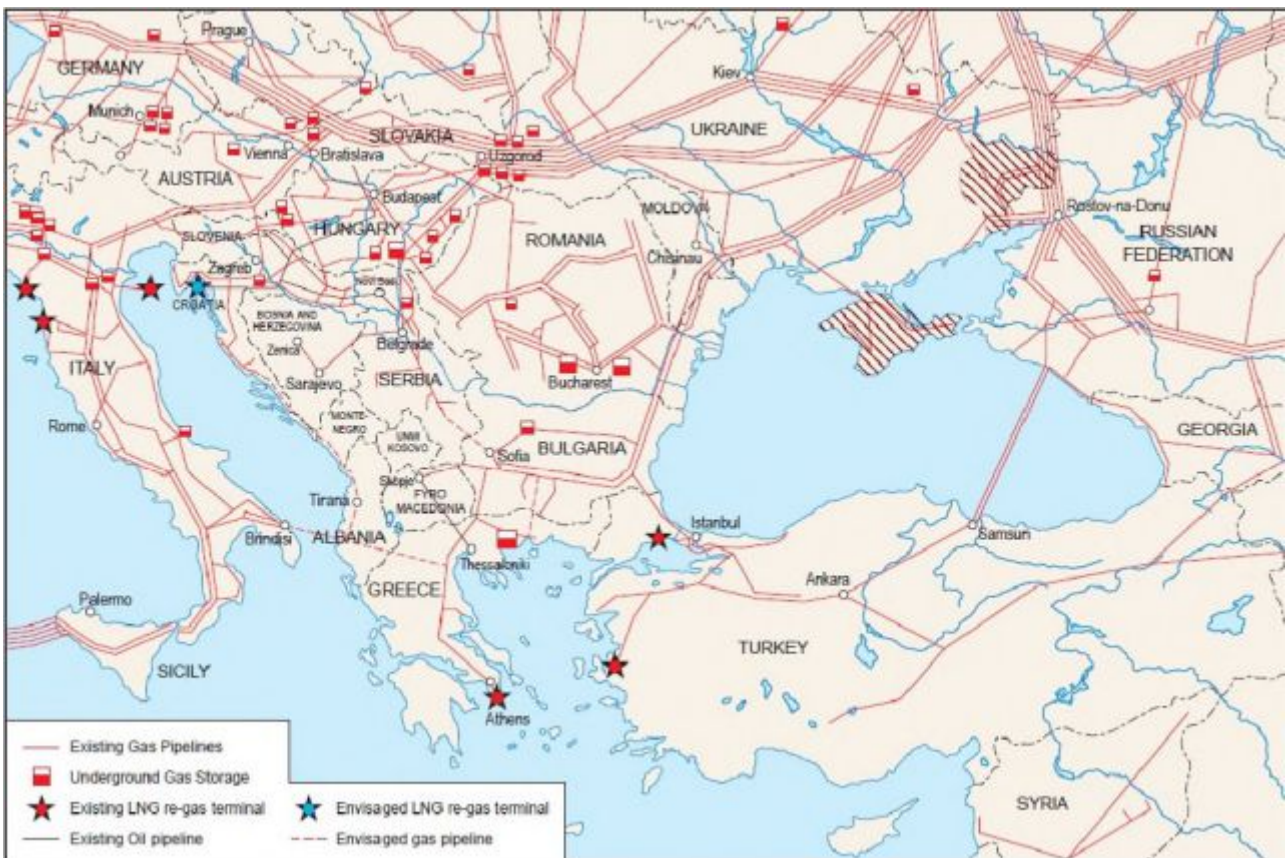 Prague
GERMANY
Kiev
Munich
SLOVAKIA
UKRAINE
Vienna
Bratislava
Uzgorod
AUSTRIA
Budapest
MOLDOVA
Rostov-na-Donu
HUNGARY
RUSSIAN
FEDERATION
SLOVENIA
ROMANIA
Chisinau
Zagreb
CROATIA
BOSNIA AND
HERZEGOVINA
Zenica
Belgrade
ITALY
Sarajevo
SERBIA
Bucharest
MONTE-
NEGRO
Rome
UNMI
KOSOVO
Sofia
BULGARIA
GEORGIA
Skopje
Tirana
FYRO
MACEDONIA
Brindisi
ALBANIA
Istanbul
Samsun
Thessaloniki
GREECE
Ankara
Palermo
TURKEY
SICILY
Athens
SYRIA
Existing Gas Pipelines
Underground Gas Storage
Existing LNG re-gas terminal
Envisaged LNG re-gas terminal
Existing Oil pipeline
Envisaged gas pipeline